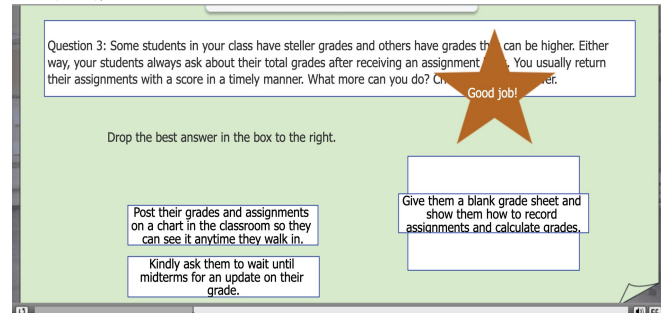 Question 3: Some students in your class have steller grades and others have grades th can be higher. Either
way, your students always ask about their total grades after receiving an assignment You usually return
their assignments with a score in a timely manner. What more can you do?
Good job!
Drop the best answer in the box to the right.
Post their grades and assignments
on a chart in the classroom so they
can see it anytime they walk in.
Kindly ask them to wait until
midterms for an update on their
grade.
Give them a blank grade sheet and
show them how to record
assignments and calculate grades.